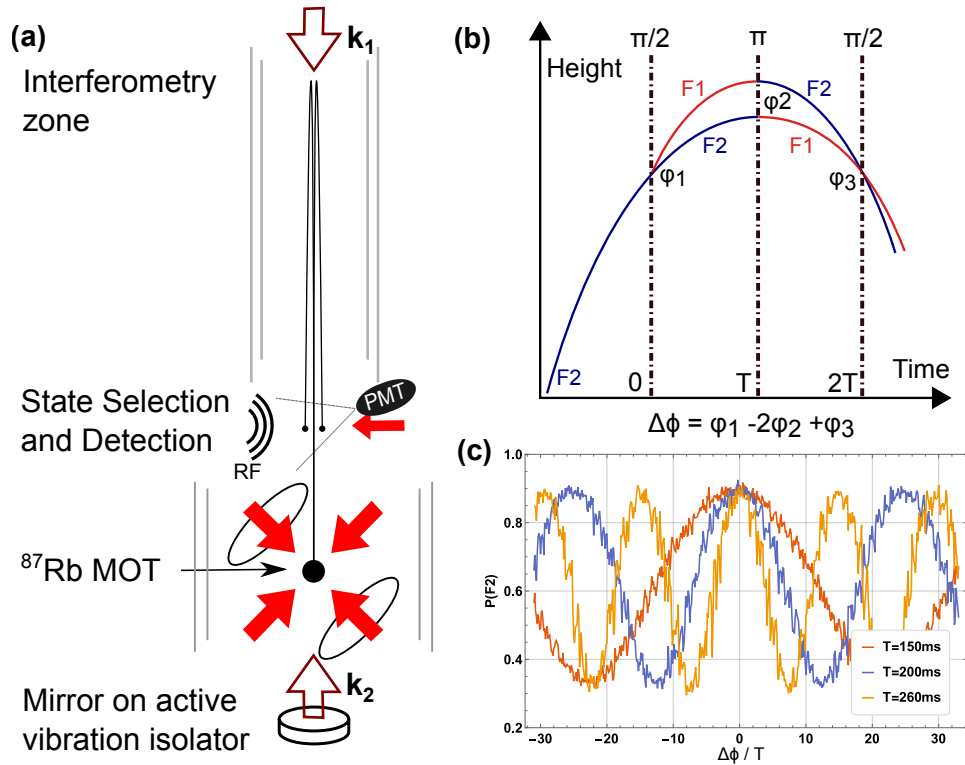 (a)
k1
Interferometry
zone
State Selection
and Detection
PMT
RF
87Rb MOT
k2
Mirror on active
vibration isolator
(b)
π/2
π
π/2
Height
F1
φ2
F2
F2
F1
φ1
φ3
F2
0
T
2T
Time
Δϕ = φ1 -2φ2 +φ3
(c)
1.0
0.8
0.6
0.4
0.2
P(F2)
T=150ms
T=200ms
T=260ms
−30
−20
−10
0
10
20
30
Δϕ / T